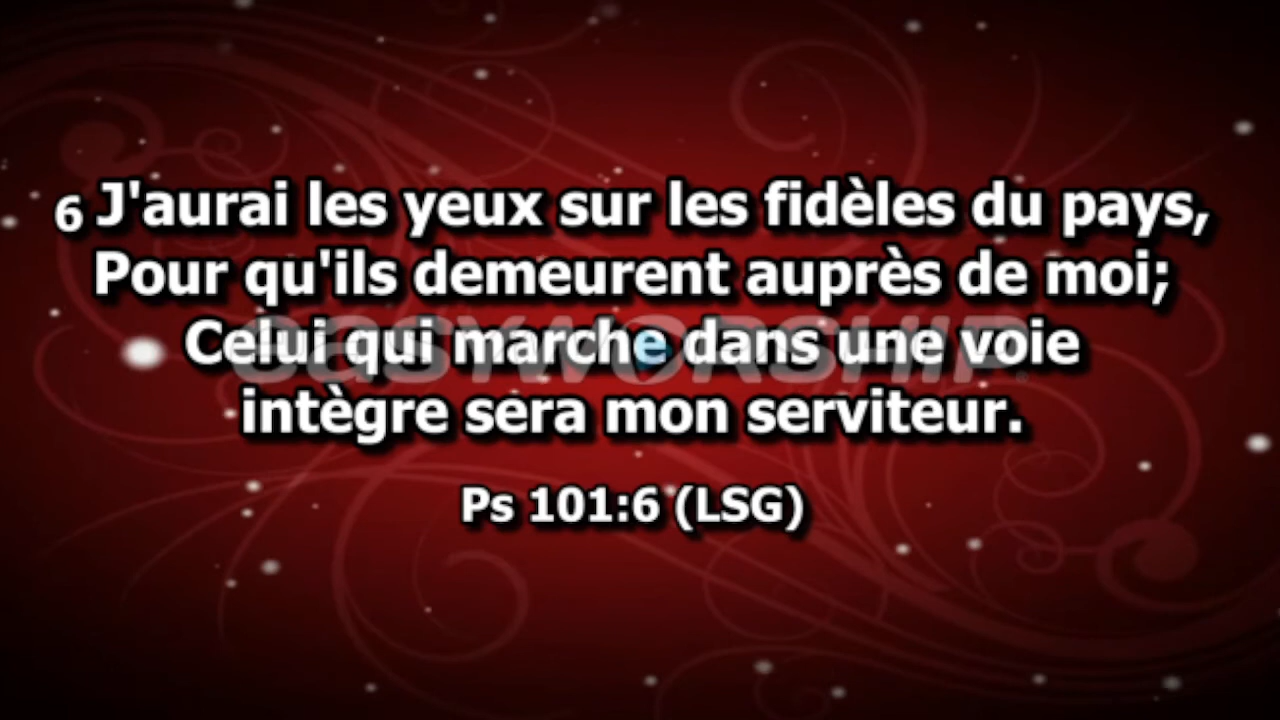 6 J'aurai les yeux sur les fidèles du pays,
Pour qu'ils demeurent auprès de moi;
Celui qui marche dans une voie
intègre sera mon serviteur.
easyworship
Ps 101:6 (LSG)